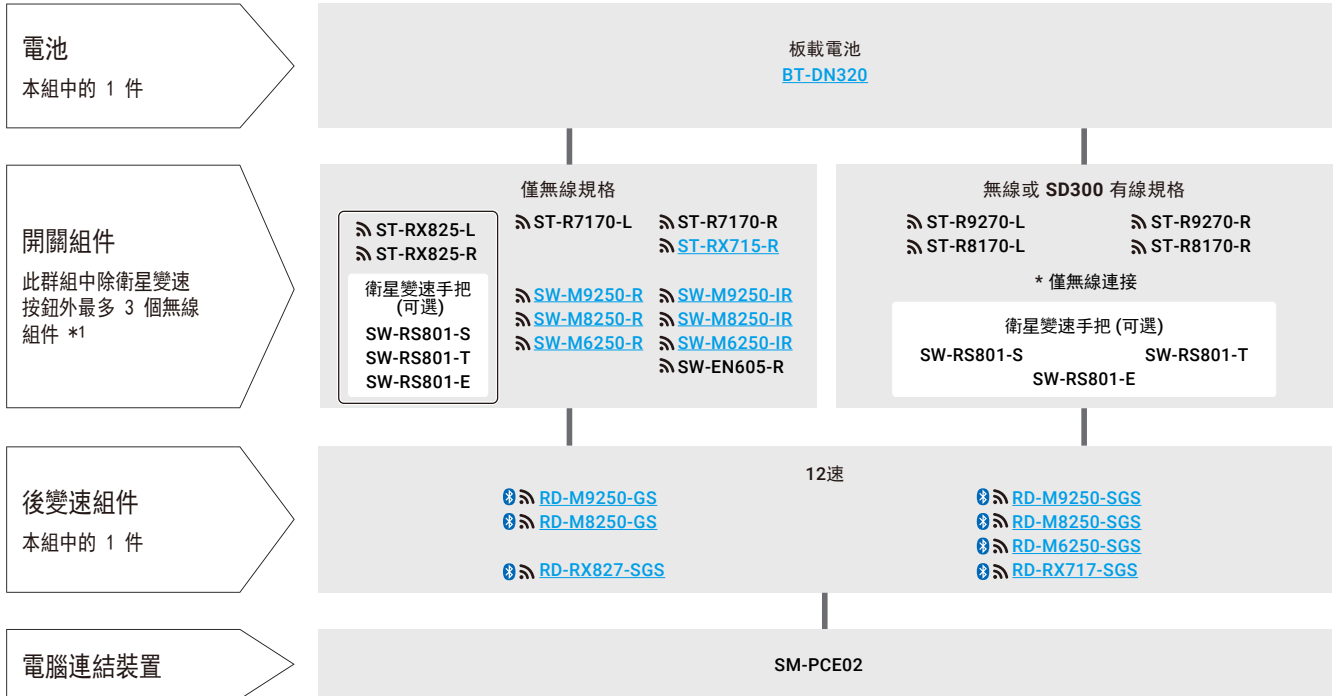 電池
本組中的 1 件
板載電池
BT-DN320
開關組件
此群組中除衛星變速
按鈕外最多 3 個無線
組件 *1
僅無線規格
ST-RX825-L
ST-RX825-R
衛星變速手把
(可選)
SW-RS801-S
SW-RS801-T
SW-RS801-E
ST-R7170-L ST-R7170-R
ST-RX715-R
SW-M9250-R SW-M9250-IR
SW-M8250-R SW-M8250-IR
SW-M6250-R SW-M6250-IR
SW-EN605-R
無線或 SD300 有線規格
ST-R9270-L ST-R9270-R
ST-R8170-L ST-R8170-R
* 僅無線連接
衛星變速手把 (可選)
SW-RS801-S SW-RS801-T
SW-RS801-E
後變速組件
本組中的 1 件
12速
RD-M9250-GS RD-M9250-SGS
RD-M8250-GS RD-M8250-SGS
RD-M6250-SGS
RD-RX827-SGS RD-RX717-SGS
電腦連結裝置
SM-PCE02